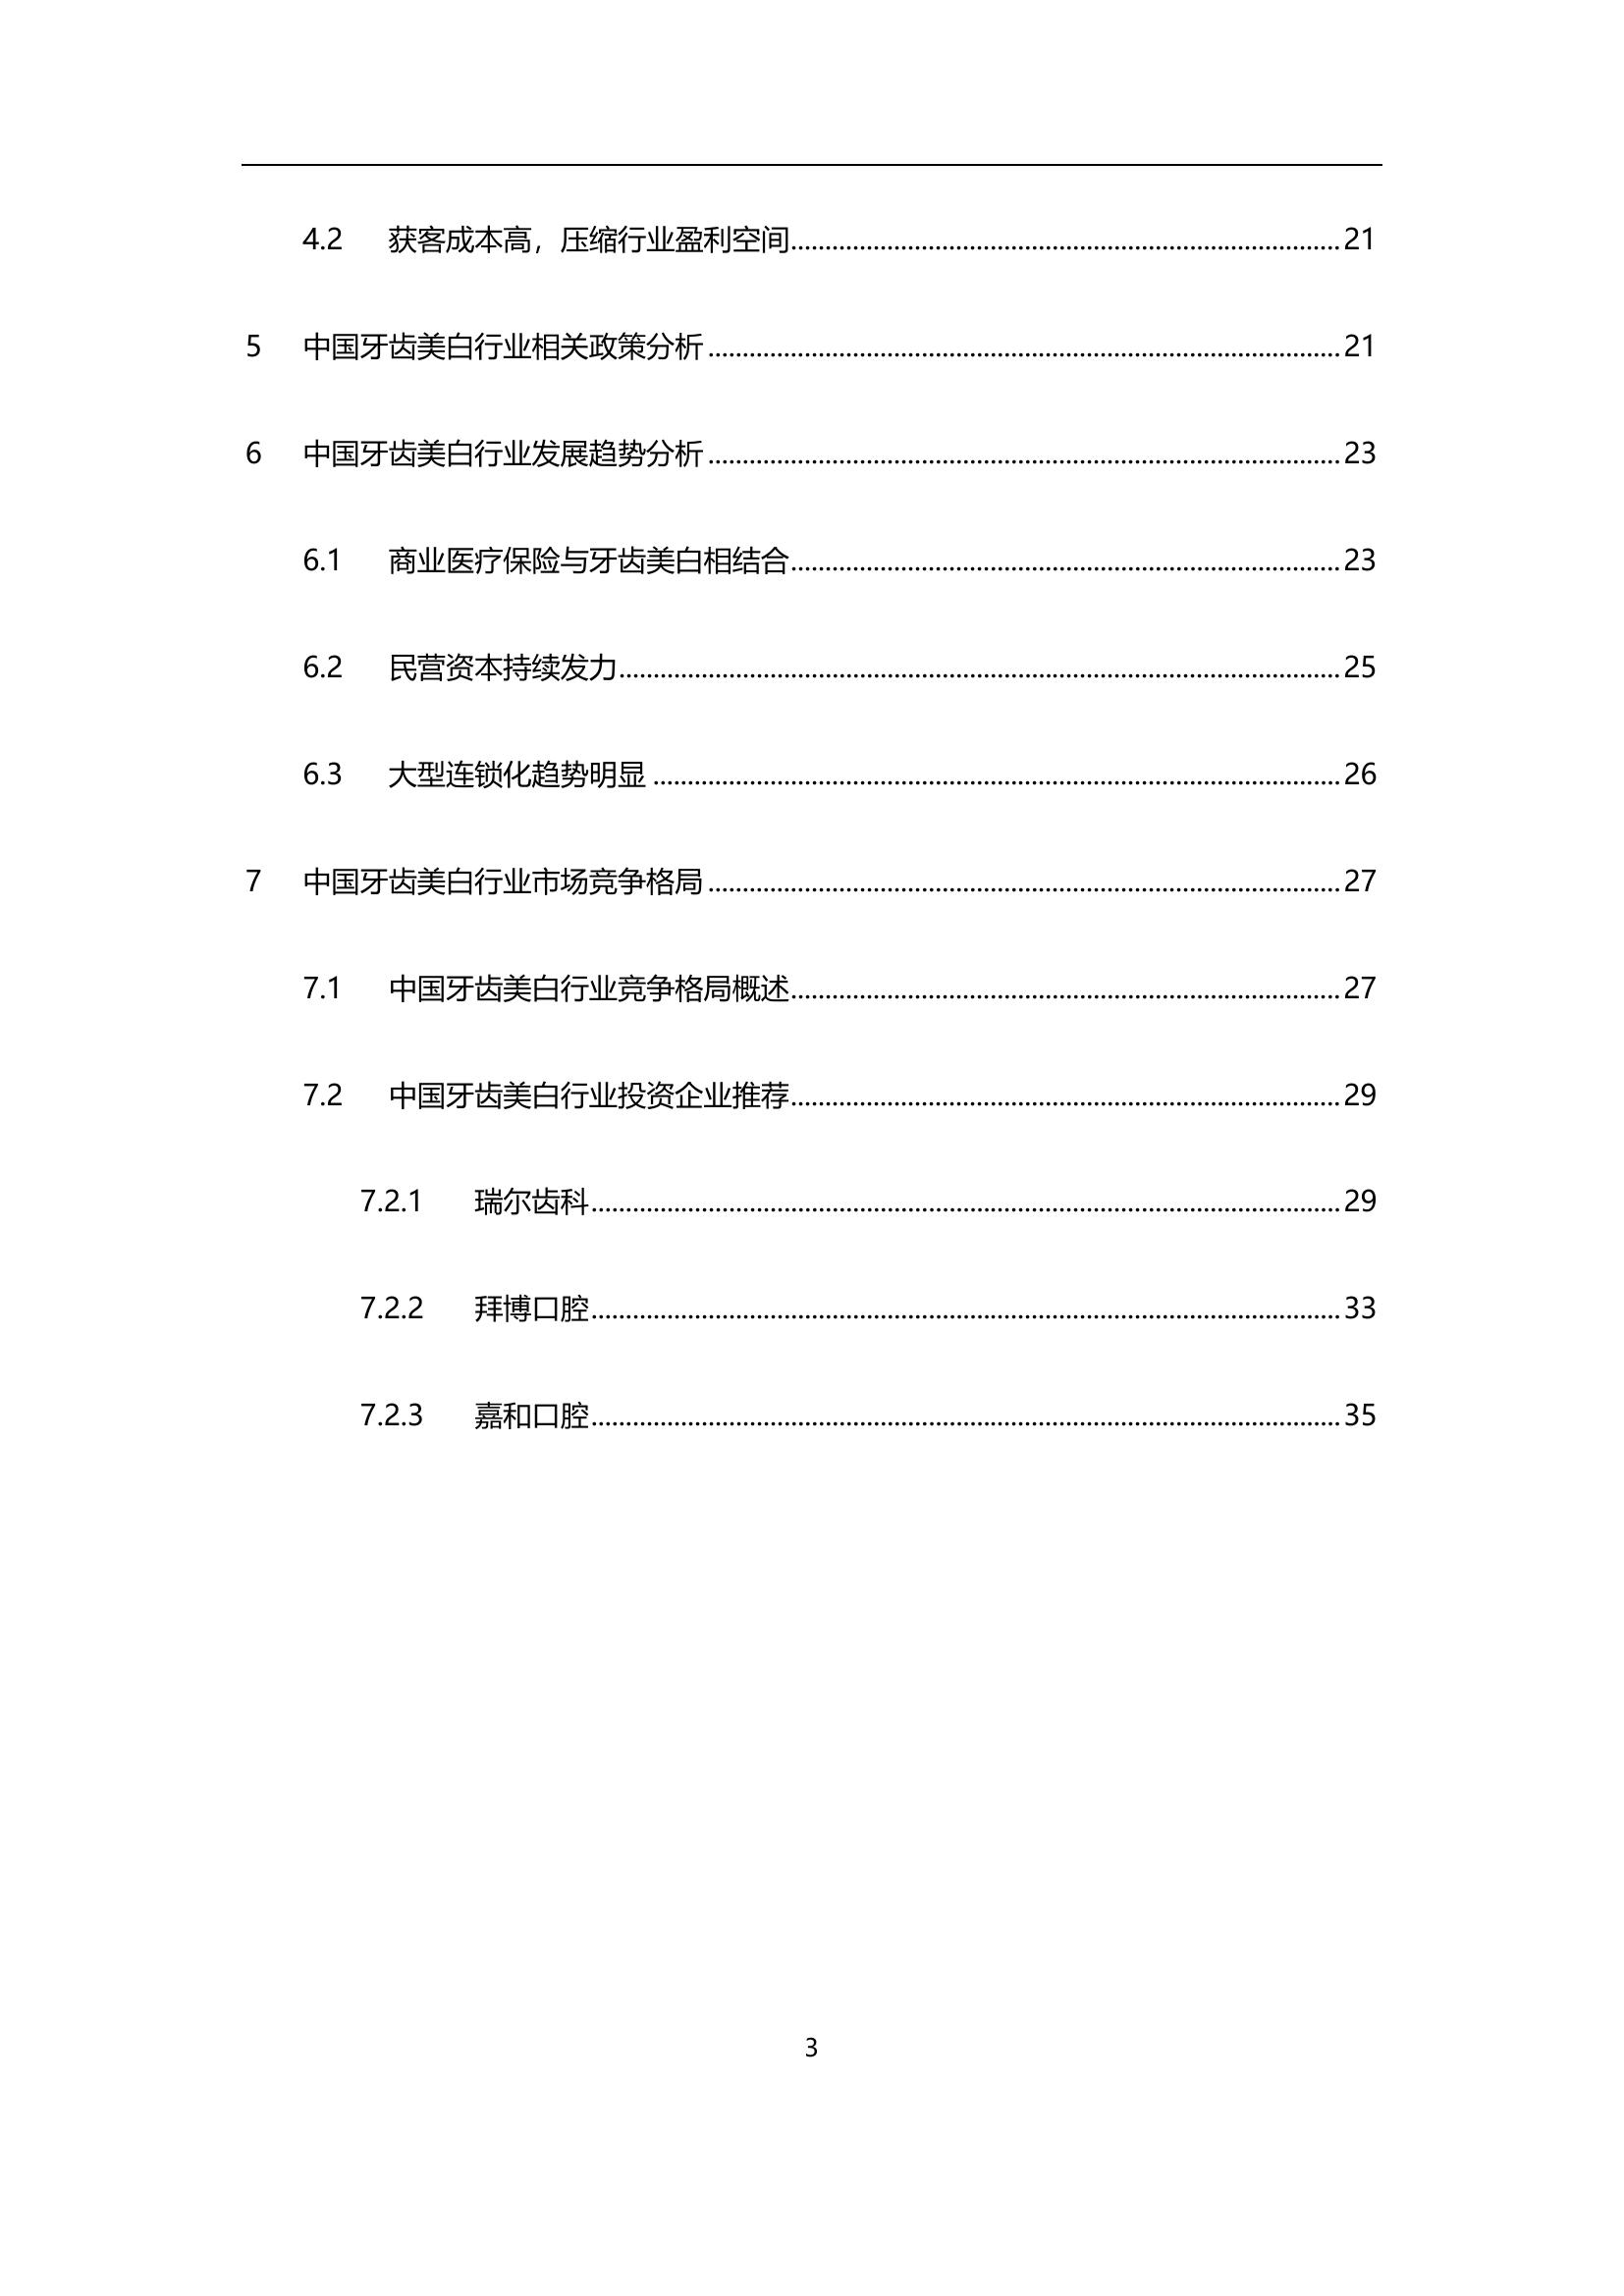 4.2 获客成本高，压缩行业盈利空间........................................21
5 中国牙齿美白行业相关政策分析........................................21
6 中国牙齿美白行业发展趋势分析........................................23
6.1 商业医疗保险与牙齿美白相结合........................................23
6.2 民营资本持续发力........................................25
6.3 大型连锁化趋势明显........................................26
7 中国牙齿美白行业市场竞争格局........................................27
7.1 中国牙齿美白行业竞争格局概述........................................27
7.2 中国牙齿美白行业投资企业推荐........................................29
7.2.1 瑞尔齿科........................................29
7.2.2 拜博口腔........................................33
7.2.3 嘉和口腔........................................35
3